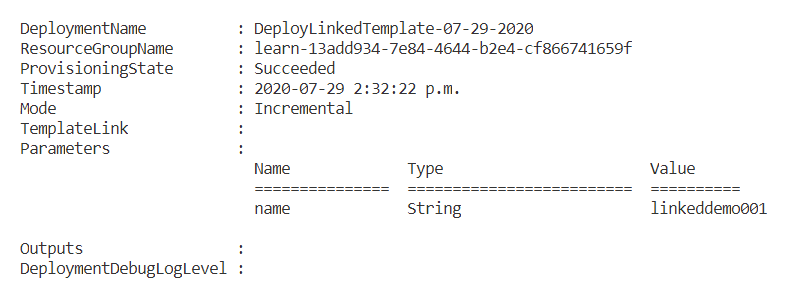 DeploymentName          : DeployLinkedTemplate-07-29-2020
ResourceGroupName       : learn-13add934-7e84-4644-b2e4-cf866741659f
ProvisioningState       : Succeeded
Timestamp               : 2020-07-29 2:32:22 p.m.
Mode                    : Incremental
TemplateLink            :
Parameters              :
                          Name             Type                       Value
                          ===============  =========================  ==========
                          name             String                     linkeddemo001
Outputs                 :
DeploymentDebugLogLevel :